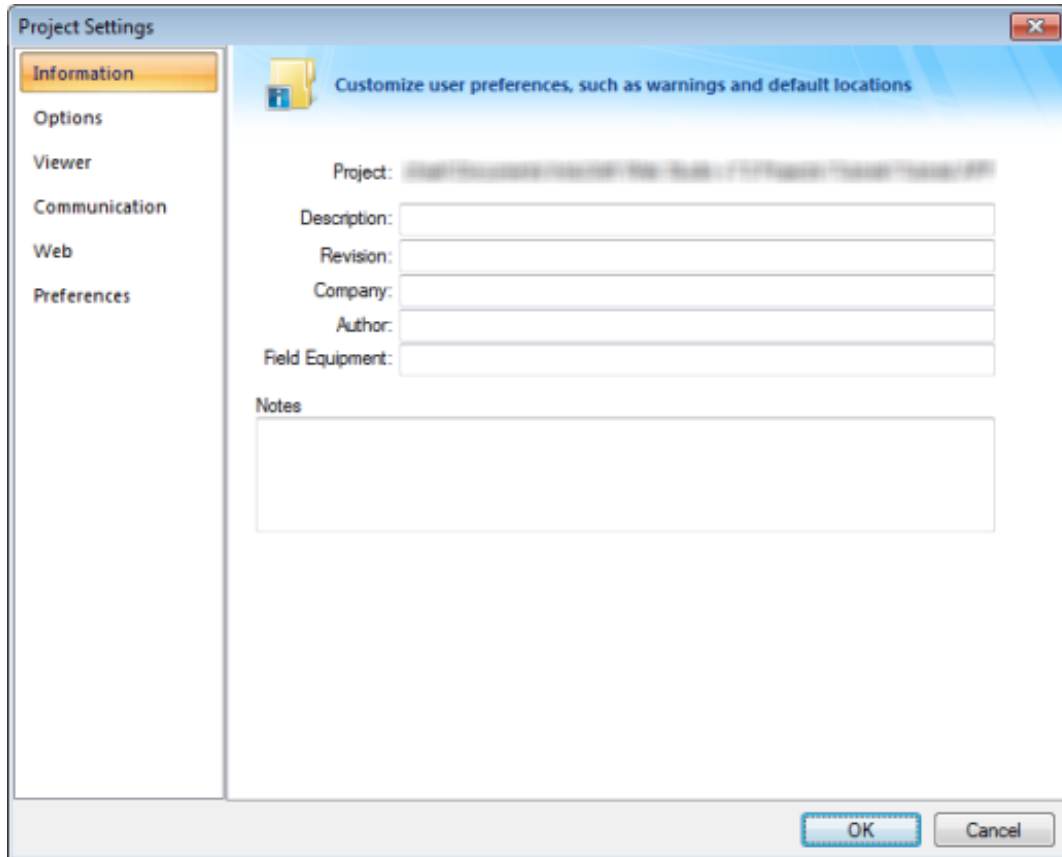 Project Settings
Information
Options
Viewer
Communication
Web
Preferences
Customize user preferences, such as warnings and default locations
Project:
Description:
Revision:
Company:
Author:
Field Equipment:
Notes
OK Cancel